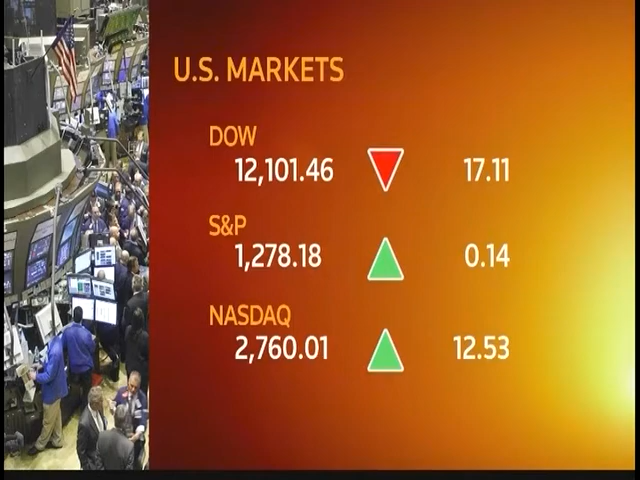 U.S. MARKETS
DOW
12,101.46 17.11
S&P
1,278.18 0.14
NASDAQ
2,760.01 12.53